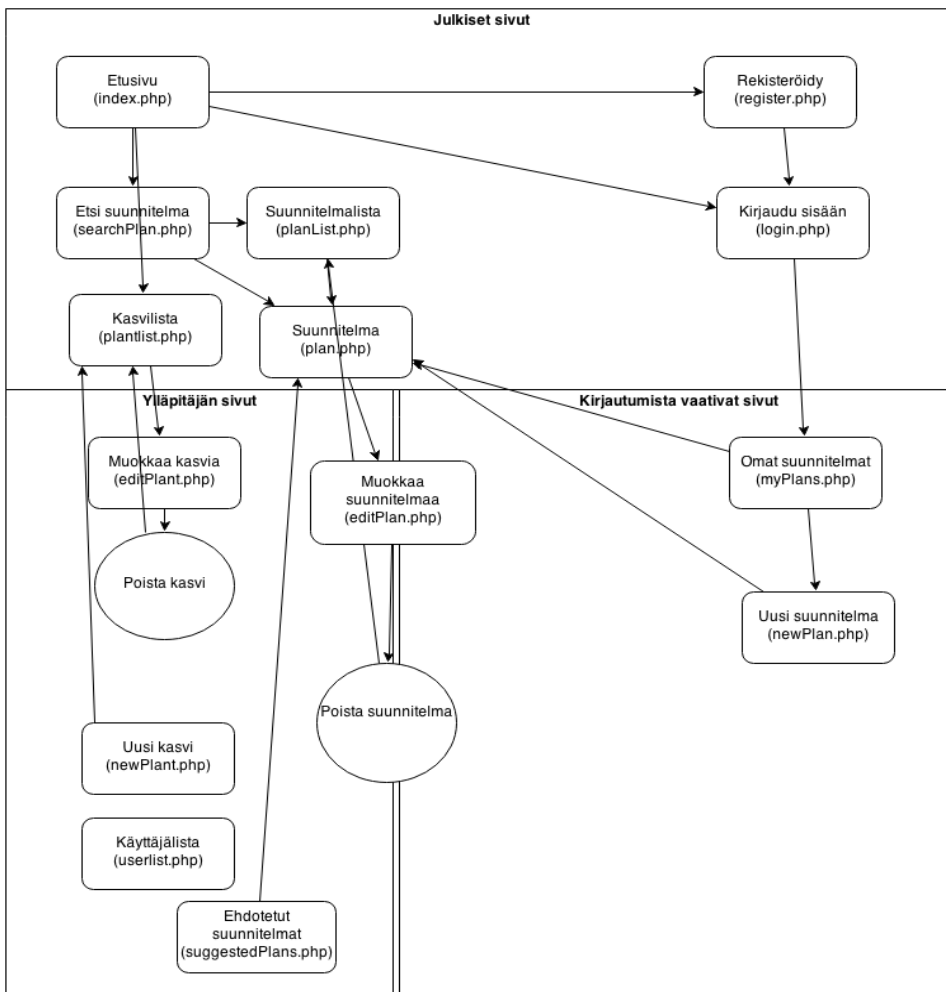 Julkiset sivut
Etusivu
(index.php)
Rekisteröidy
(register.php)
Etsi suunnitelma
(searchPlan.php)
Suunnitelmalista
(planList.php)
Kirjaudu sisään
(login.php)
Kasvilista
(plantlist.php)
Suunnitelma
(plan.php)
Ylläpitäjän sivut
Kirjautumista vaativat sivut
Muokkaa kasvia
(editPlant.php)
Muokkaa
suunnitelmaa
(editPlan.php)
Omat suunnitelmat
(myPlans.php)
Poista kasvi
Uusi suunnitelma
(newPlan.php)
Poista suunnitelma
Uusi kasvi
(newPlant.php)
Käyttäjälista
(userlist.php)
Ehdotetut
suunnitelmat
(suggestedPlans.php)